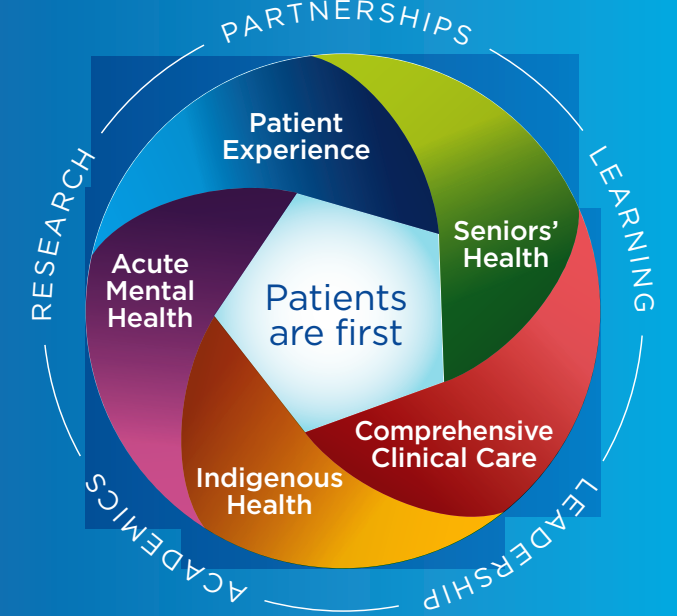 PARTNERSHIPS
LEARNING
LEADERSHIP
ACADEMICS
RESEARCH
Patient
Experience
Seniors’
Health
Comprehensive
Clinical Care
Indigenous
Health
Acute
Mental
Health
Patients
are first